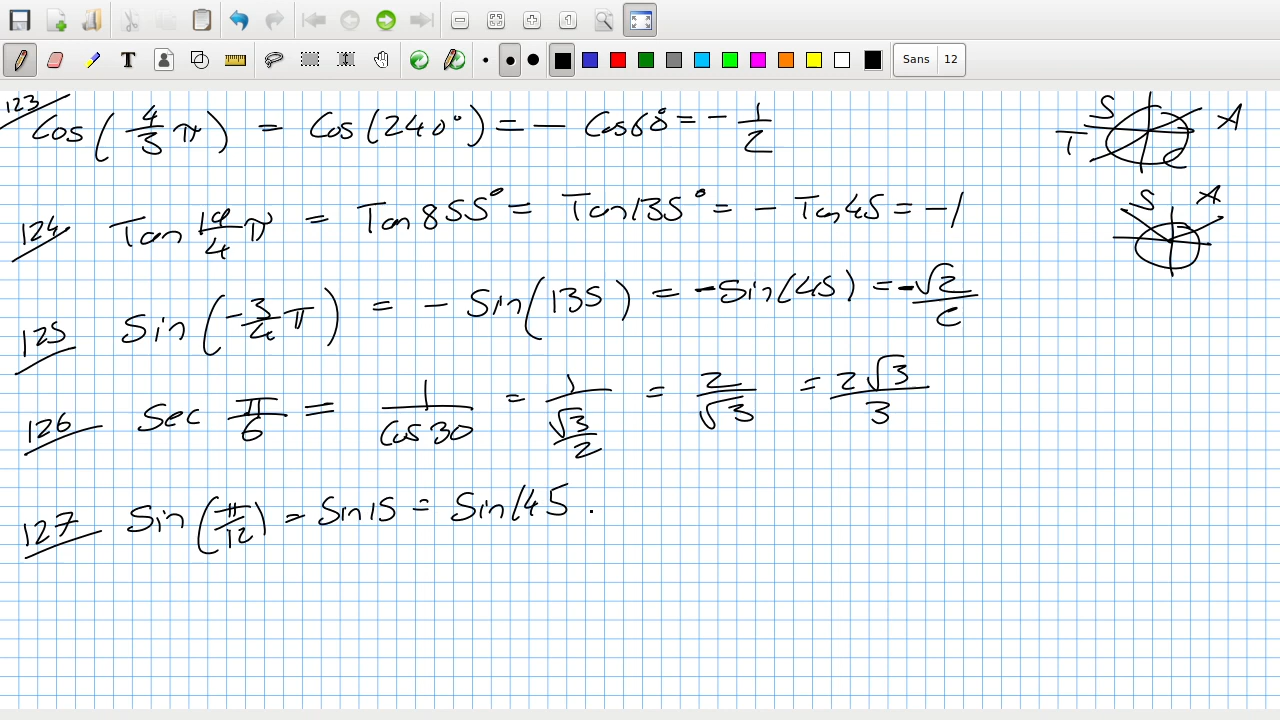 Sans 12
123 Cos(4/3 π) = Cos(240°) = - Cos60° = - 1/2
S A
T C
124 Tan 19/4 π = Tan855° = Tan135° = - Tan45 = -1
S A
125 Sin(-3/4 π) = - Sin(135) = -Sin(45) = -√2/2
126 Sec π/6 = 1/Cos30 = 1/(√3/2) = 2/√3 = 2√3/3
127 Sin(π/12) = Sin15 = Sin(45